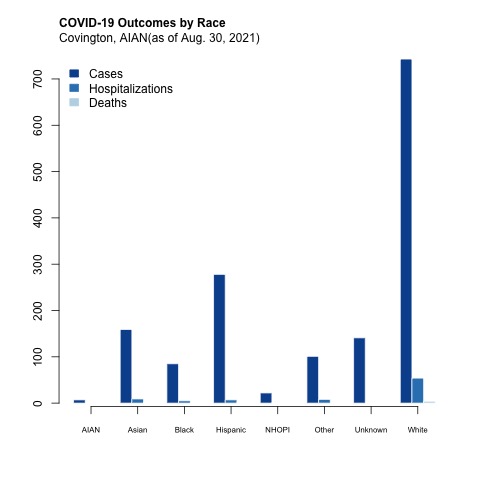 COVID-19 Outcomes by Race
Covington, AIAN(as of Aug. 30, 2021)
Cases
Hospitalizations
Deaths
700
600
500
400
300
200
100
0
AIAN Asian Black Hispanic NHOPI Other Unknown White